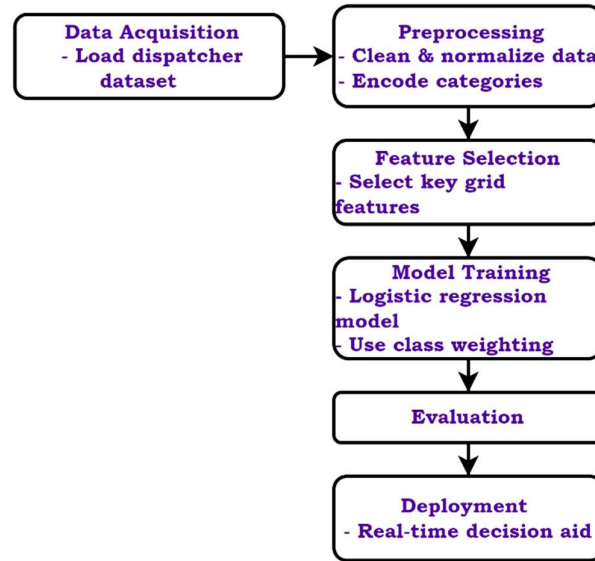 Data Acquisition
- Load dispatcher
dataset
Preprocessing
- Clean & normalize data
- Encode categories
Feature Selection
- Select key grid
features
Model Training
- Logistic regression
model
- Use class weighting
Evaluation
Deployment
- Real-time decision aid